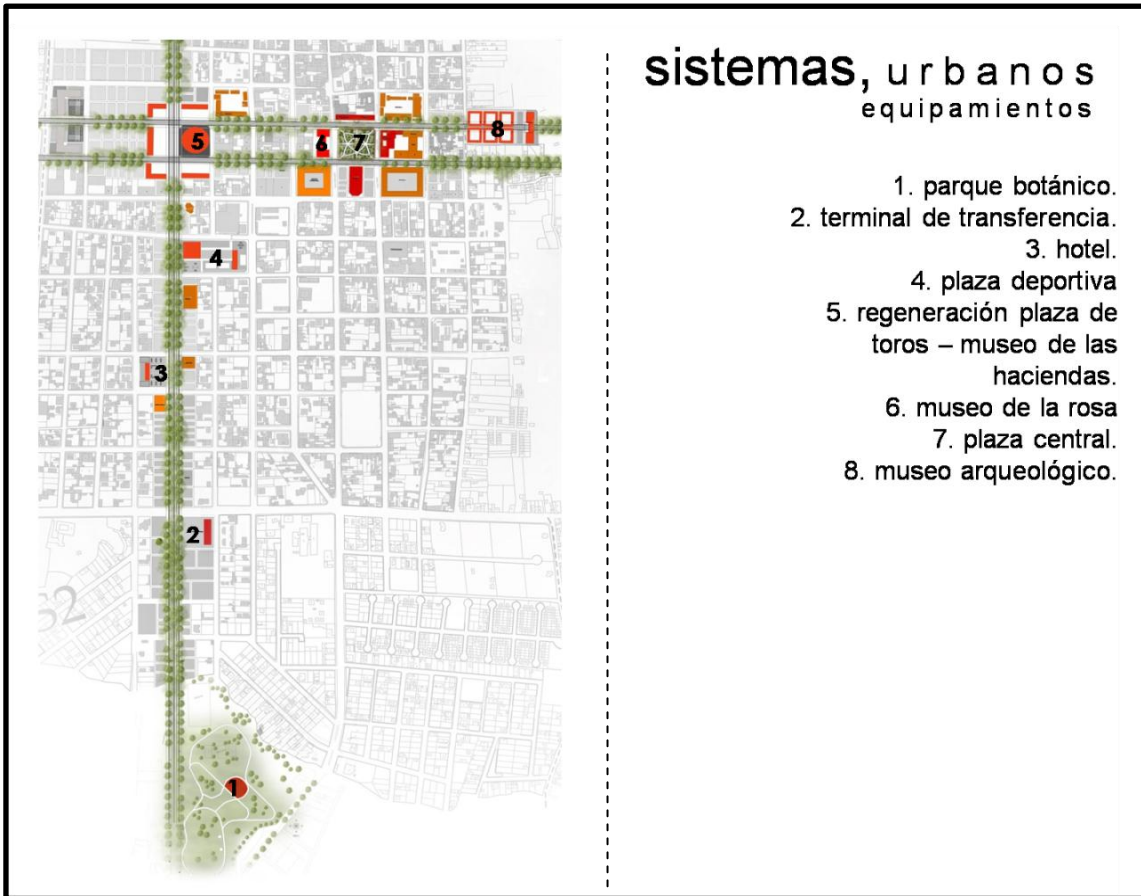 sistemas, urbanos
equipamientos
1. parque botánico.
2. terminal de transferencia.
3. hotel.
4. plaza deportiva
5. regeneración plaza de
toros – museo de las
haciendas.
6. museo de la rosa
7. plaza central.
8. museo arqueológico.
5
6
7
8
4
3
2
1